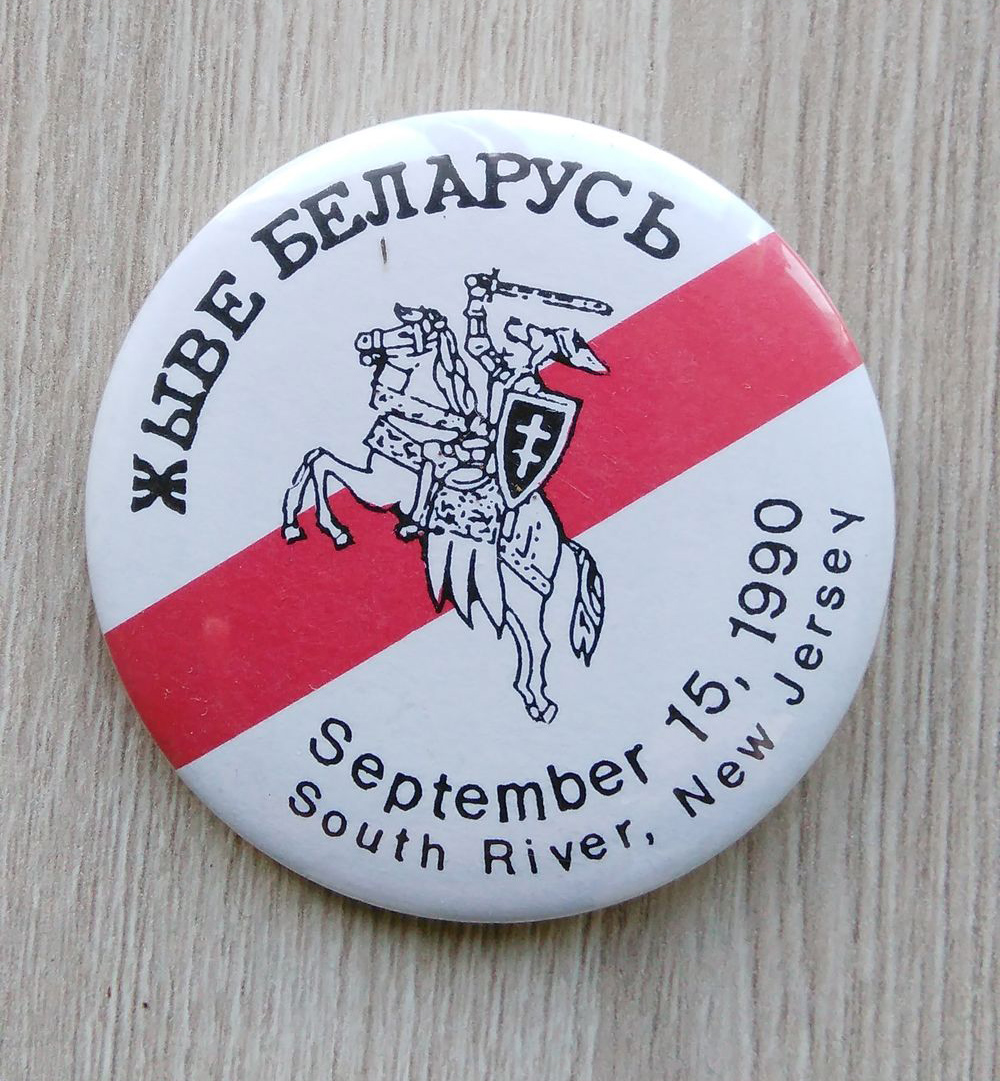 ЖЫВЕ БЕЛАРУСЬ
September 15, 1990
South River, New Jersey